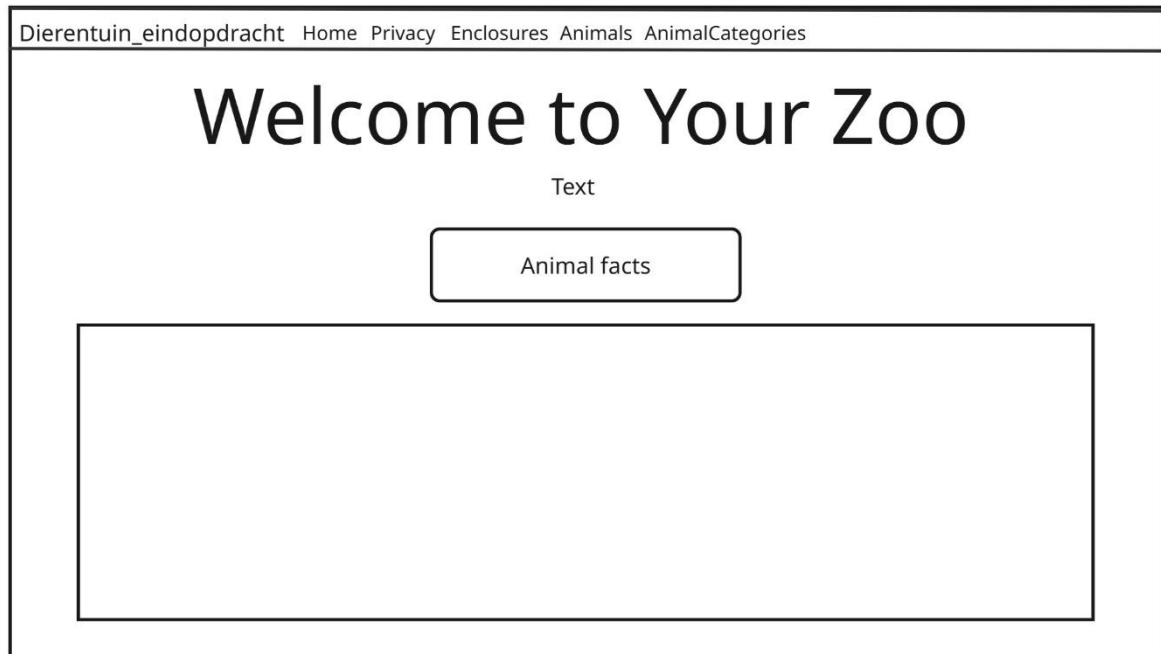 Dierentuin_eindopdracht Home Privacy Enclosures Animals AnimalCategories
Welcome to Your Zoo
Text
Animal facts